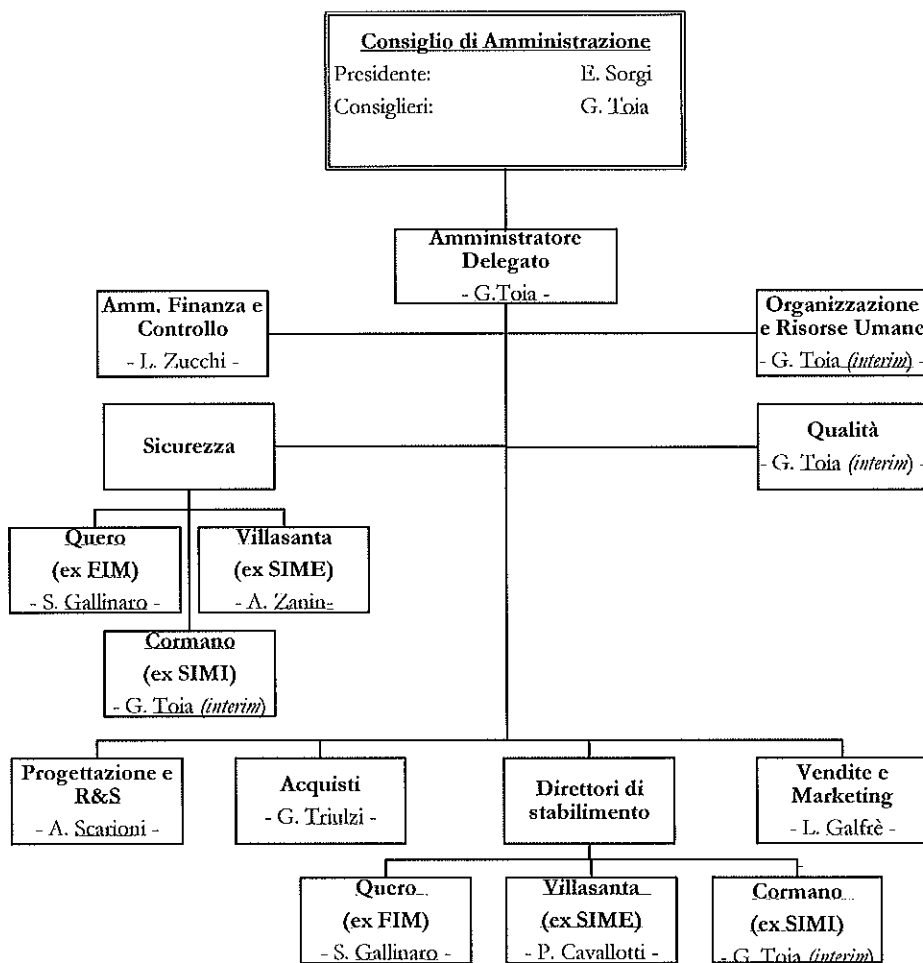 Consiglio di Amministrazione
Presidente: E. Sorgi
Consiglieri: G. Toia
Amministratore
Delegato
- G.Toia -
Amm. Finanza e
Controllo
- L. Zucchi -
Organizzazione
e Risorse Umane
- G. Toia (interim) -
Sicurezza
Qualità
- G. Toia (interim) -
Quero
(ex FIM)
- S. Gallinaro -
Villasanta
(ex SIME)
- A. Zanin-
Cormano
(ex SIMI)
- G. Toia (interim)
Progettazione e
R&S
- A. Scarioni -
Acquisti
- G. Triulzi -
Direttori di
stabilimento
Vendite e
Marketing
- L. Galfrè -
Quero
(ex FIM)
- S. Gallinaro -
Villasanta
(ex SIME)
- P. Cavallotti -
Cormano
(ex SIMI)
- G. Toia (interim)